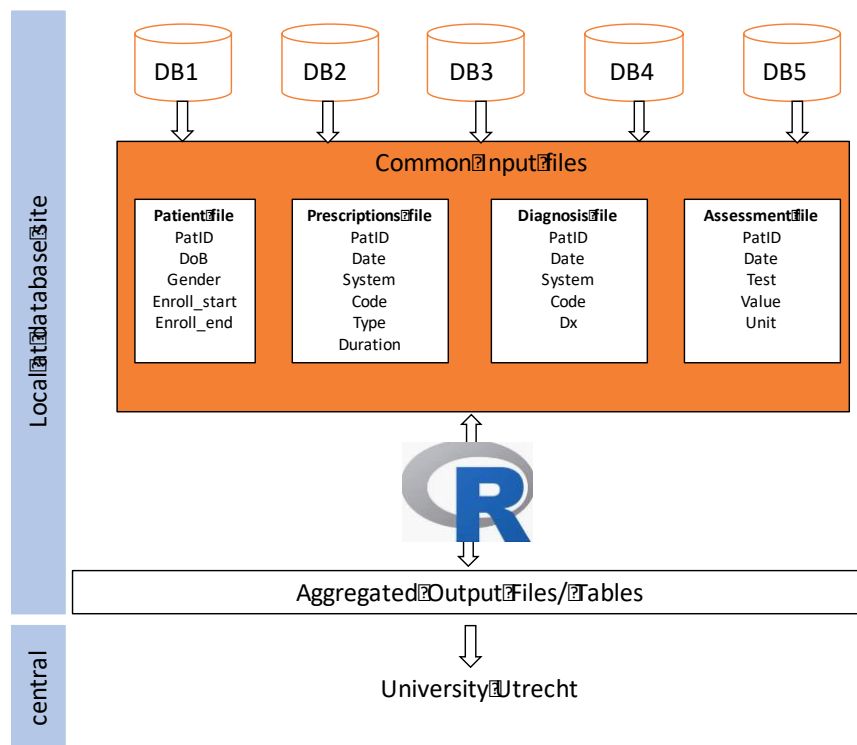 DB1 DB2 DB3 DB4 DB5
Common Input files
Patient file
PatID
DoB
Gender
Enroll_start
Enroll_end
Prescriptions file
PatID
Date
System
Code
Type
Duration
Diagnosis file
PatID
Date
System
Code
Dx
Assessment file
PatID
Date
Test
Value
Unit
R
Aggregated Output Files/ Tables
University Utrecht
Local at database site
central